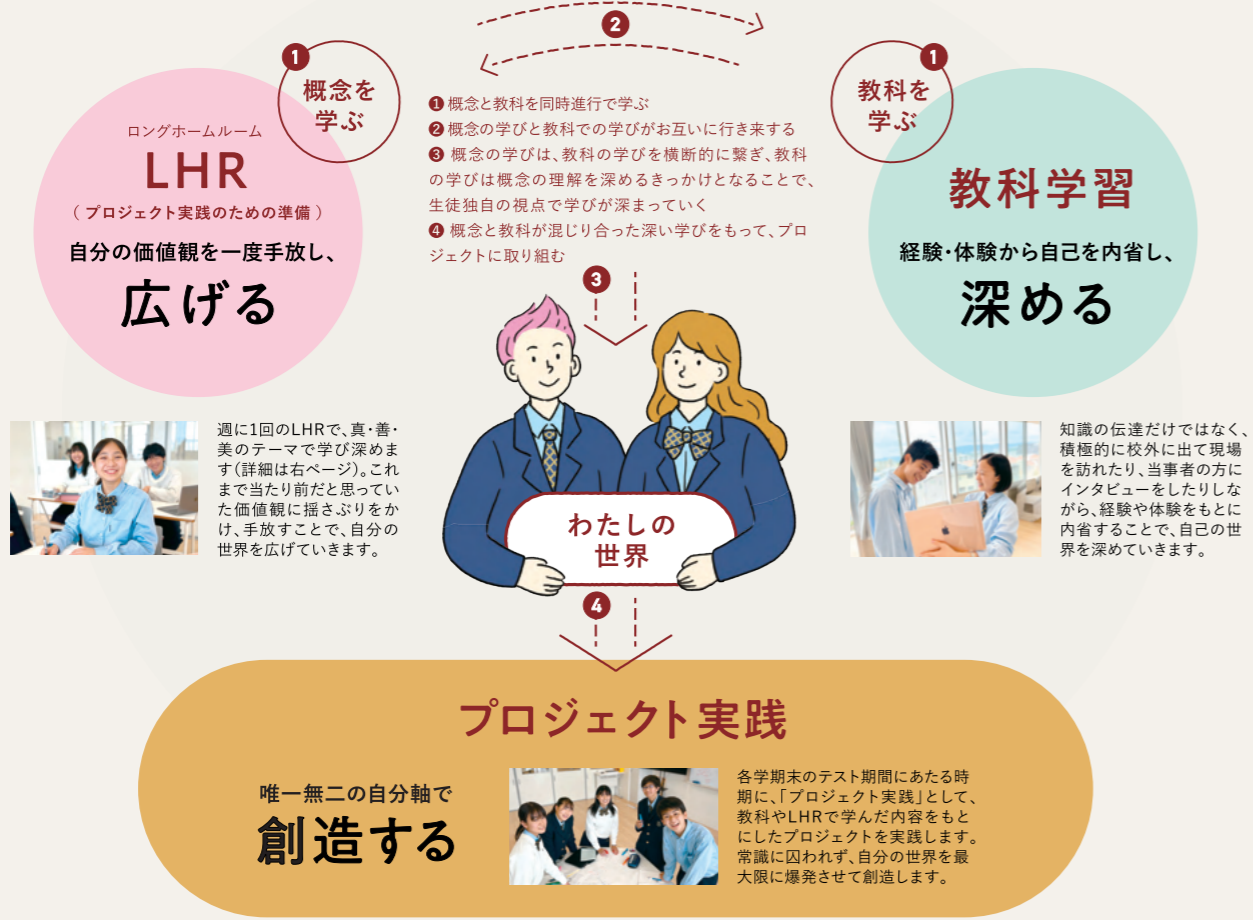 2
1
概念を
学ぶ
1
教科を
学ぶ
ロングホームルーム
LHR
（プロジェクト実践のための準備）
自分の価値観を一度手放し、
広げる
❶ 概念と教科を同時進行で学ぶ
❷ 概念の学びと教科での学びがお互いに行き来する
❸ 概念の学びは、教科の学びを横断的に繋ぎ、教科
の学びは概念の理解を深めるきっかけとなることで、
生徒独自の視点で学びが深まっていく
❹ 概念と教科が混じり合った深い学びをもって、プロ
ジェクトに取り組む
教科学習
経験・体験から自己を内省し、
深める
3
週に1回のLHRで、真・善・
美のテーマで学び深めま
す（詳細は右ページ）。これ
まで当たり前だと思ってい
た価値観に揺さぶりをか
け、手放すことで、自分の
世界を広げていきます。
わたしの
世界
知識の伝達だけではなく、
積極的に校外に出て現場
を訪れたり、当事者の方に
インタビューをしたりしな
がら、経験や体験をもとに
内省することで、自己の世
界を深めていきます。
4
プロジェクト実践
唯一無二の自分軸で
創造する
各学期末のテスト期間にあたる時
期に、「プロジェクト実践」として、
教科やLHRで学んだ内容をもと
にしたプロジェクトを実践します。
常識に囚われず、自分の世界を最
大限に爆発させて創造します。